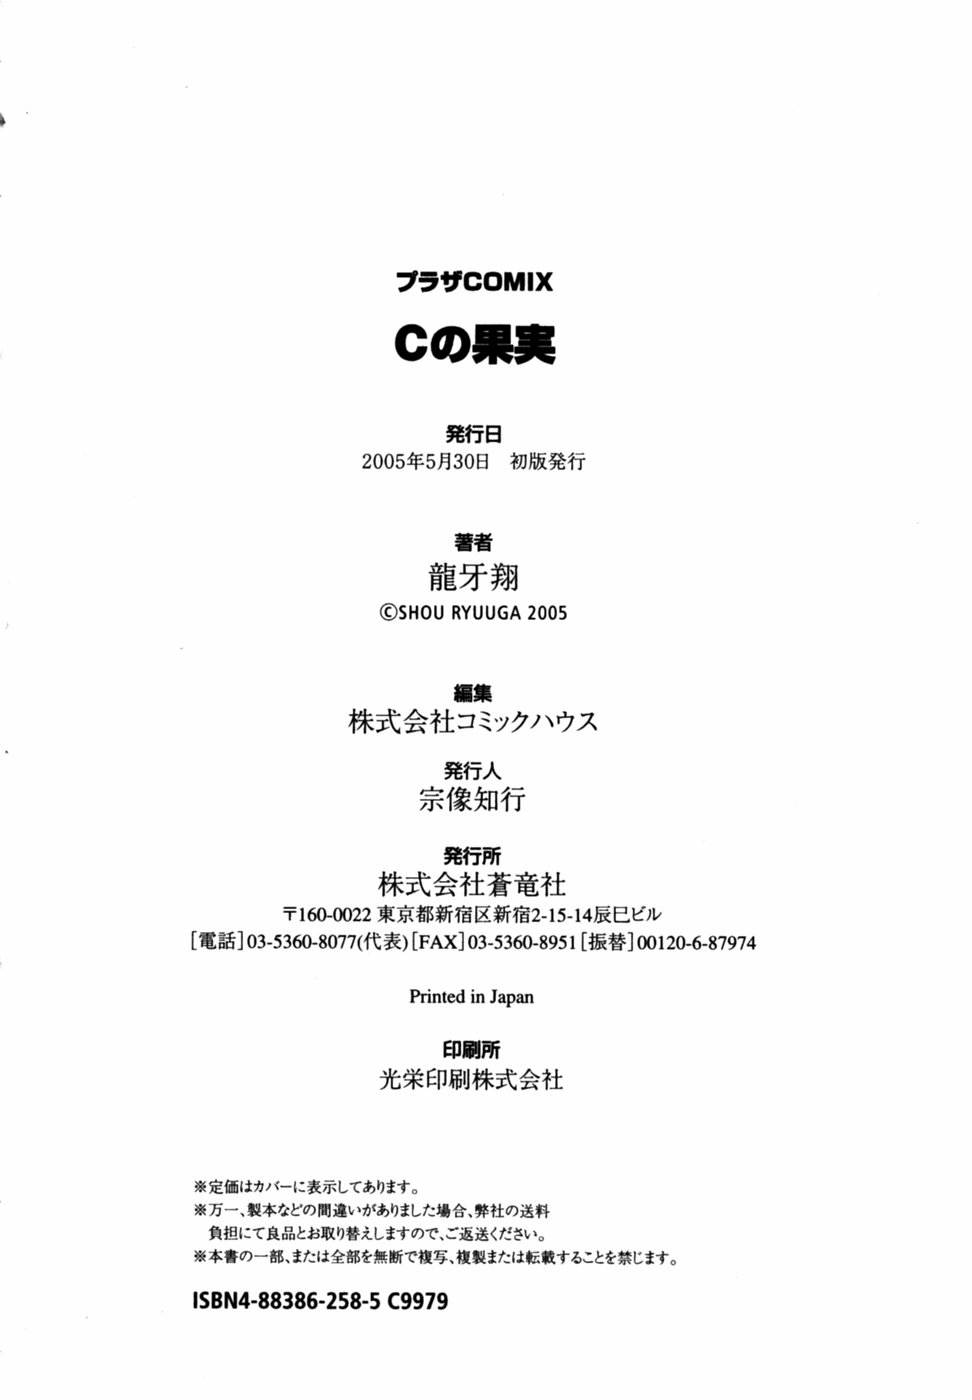 プラザCOMIX
Cの果実
発行日
2005年5月30日　初版発行
著者
龍牙翔
©SHOU RYUUGA 2005
編集
株式会社コミックハウス
発行人
宗像知行
発行所
株式会社蒼竜社
〒160-0022 東京都新宿区新宿2-15-14辰巳ビル
[電話]03-5360-8077(代表)[FAX]03-5360-8951[振替]00120-6-87974
Printed in Japan
印刷所
光栄印刷株式会社
※定価はカバーに表示してあります。
※万一、製本などの間違いがありました場合、弊社の送料
負担にて良品とお取り替えしますので、ご返送ください。
※本書の一部、または全部を無断で複写、複製または転載することを禁じます。
ISBN4-88386-258-5 C9979